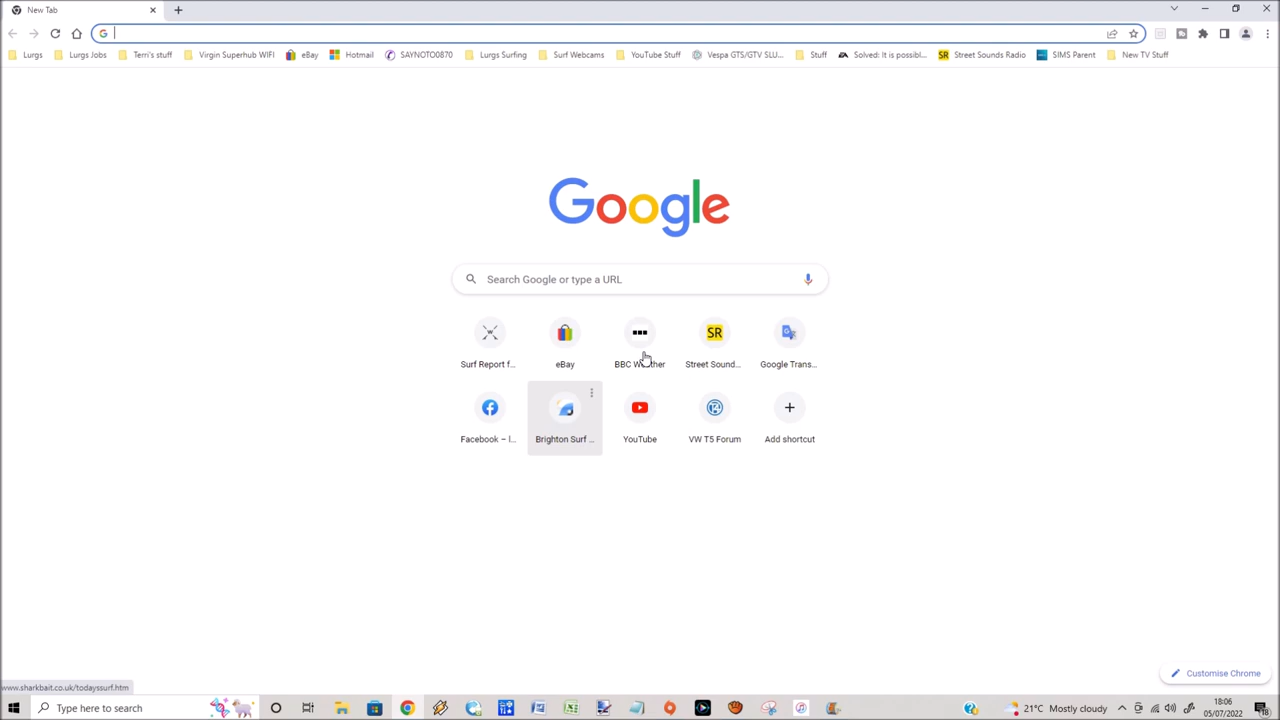 New Tab
Lurgs Lurgs Jobs Terri's stuff Virgin Superhub WIFI eBay Hotmail SAYNOTO0870 Lurgs Surfing Surf Webcams YouTube Stuff Vespa GTS/GTV SLU... Stuff Solved: It is possibl... SR Street Sounds Radio SIMS Parent New TV Stuff
Google
Search Google or type a URL
W SR
Surf Report f... eBay BBC Weather Street Sound... Google Trans...
Brighton Surf ...
Facebook – l... YouTube VW T5 Forum Add shortcut
www.sharkbait.co.uk/todayssurf.htm
Customise Chrome
Type here to search
21°C Mostly cloudy
18:06
05/07/2022